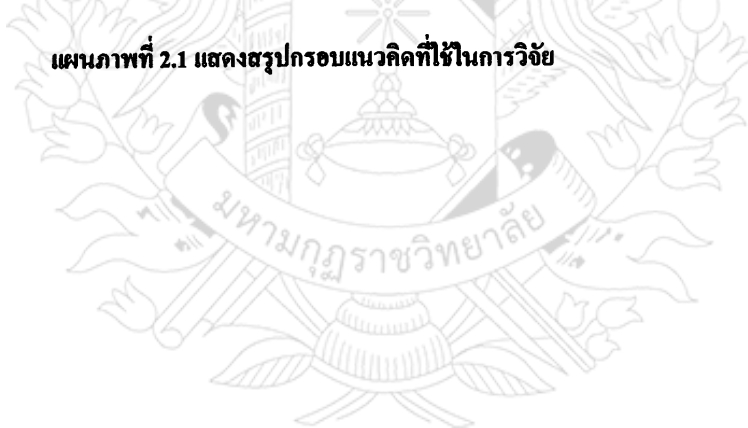 แผนภาพที่ 2.1 แสดงสรุปกรอบแนวคิดที่ใช้ในการวิจัย
มหามกุฏราชวิทยาลัย